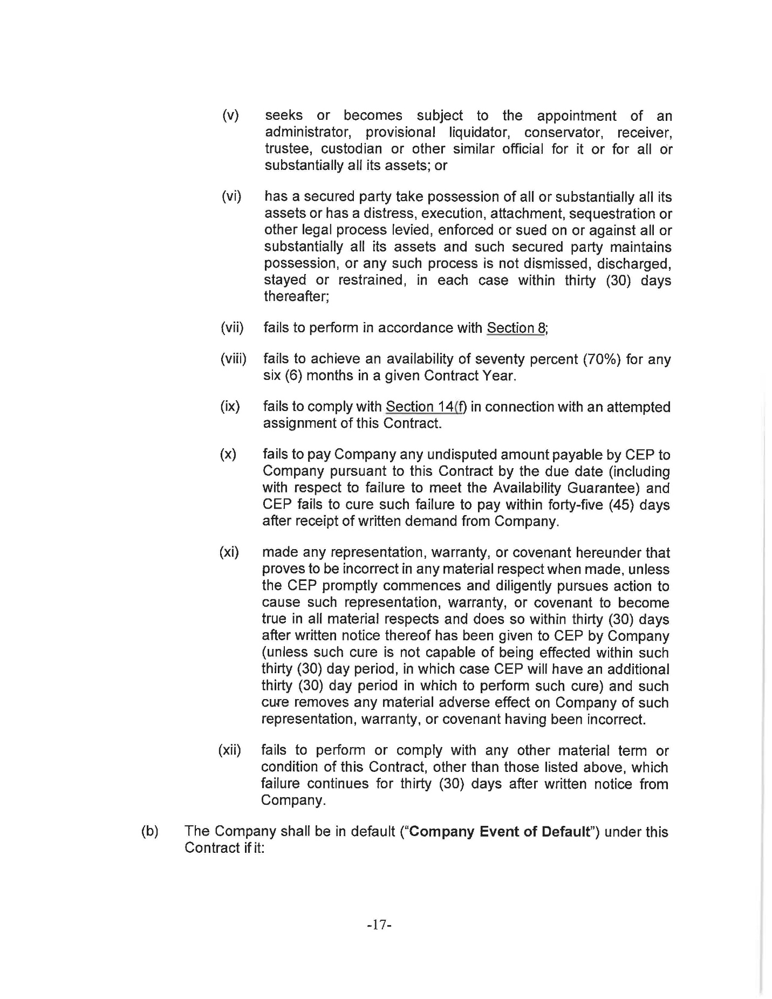 (v) seeks or becomes subject to the appointment of an
administrator, provisional liquidator, conservator, receiver,
trustee, custodian or other similar official for it or for all or
substantially all its assets; or
(vi) has a secured party take possession of all or substantially all its
assets or has a distress, execution, attachment, sequestration or
other legal process levied, enforced or sued on or against all or
substantially all its assets and such secured party maintains
possession, or any such process is not dismissed, discharged,
stayed or restrained, in each case within thirty (30) days
thereafter;
(vii) fails to perform in accordance with Section 8;
(viii) fails to achieve an availability of seventy percent (70%) for any
six (6) months in a given Contract Year.
(ix) fails to comply with Section 14(f) in connection with an attempted
assignment of this Contract.
(x) fails to pay Company any undisputed amount payable by CEP to
Company pursuant to this Contract by the due date (including
with respect to failure to meet the Availability Guarantee) and
CEP fails to cure such failure to pay within forty-five (45) days
after receipt of written demand from Company.
(xi) made any representation, warranty, or covenant hereunder that
proves to be incorrect in any material respect when made, unless
the CEP promptly commences and diligently pursues action to
cause such representation, warranty, or covenant to become
true in all material respects and does so within thirty (30) days
after written notice thereof has been given to CEP by Company
(unless such cure is not capable of being effected within such
thirty (30) day period, in which case CEP will have an additional
thirty (30) day period in which to perform such cure) and such
cure removes any material adverse effect on Company of such
representation, warranty, or covenant having been incorrect.
(xii) fails to perform or comply with any other material term or
condition of this Contract, other than those listed above, which
failure continues for thirty (30) days after written notice from
Company.
(b) The Company shall be in default (“Company Event of Default”) under this
Contract if it:
-17-